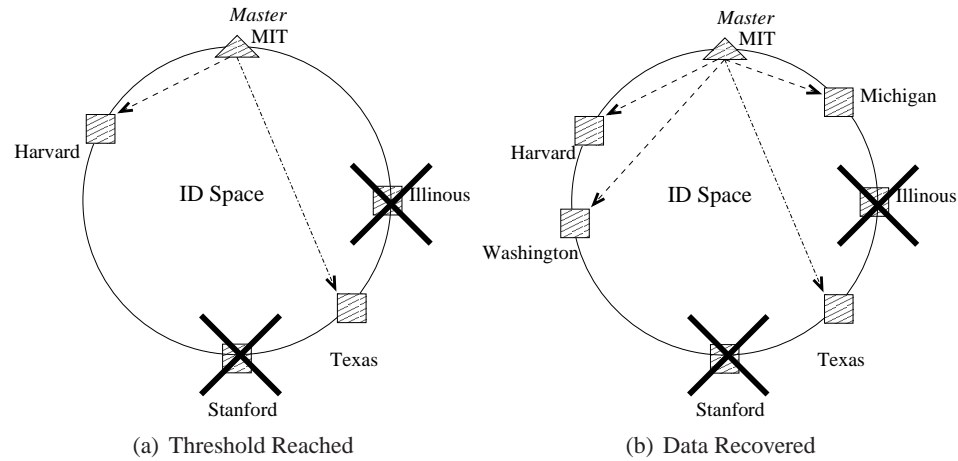 Master
MIT
Harvard
ID Space
Illinous
Texas
Stanford
(a) Threshold Reached
Master
MIT
Michigan
Harvard
ID Space
Illinous
Washington
Texas
Stanford
(b) Data Recovered